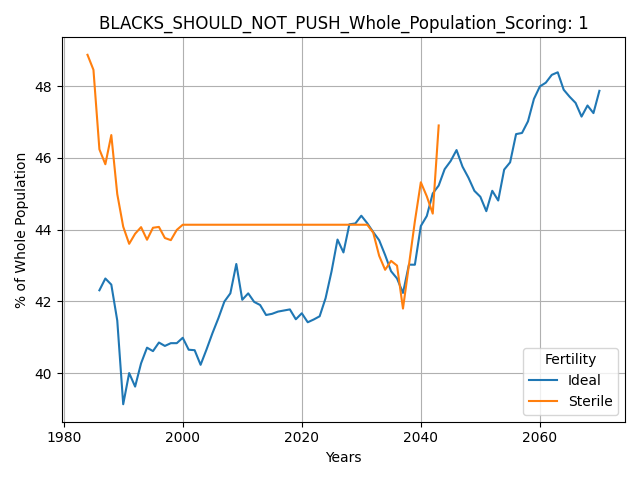 BLACKS_SHOULD_NOT_PUSH_Whole_Population_Scoring: 1
48
46
44
42
40
% of Whole Population
1980
2000
2020
2040
2060
Years
Fertility
Ideal
Sterile